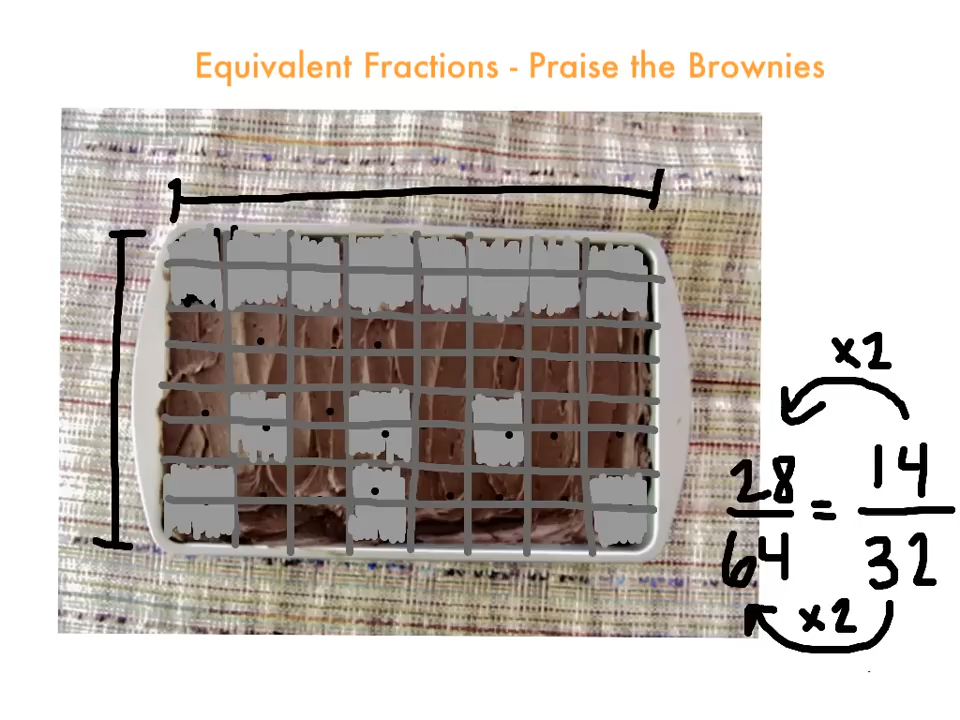 Equivalent Fractions - Praise the Brownies
x2
28/64 = 14/32
x2